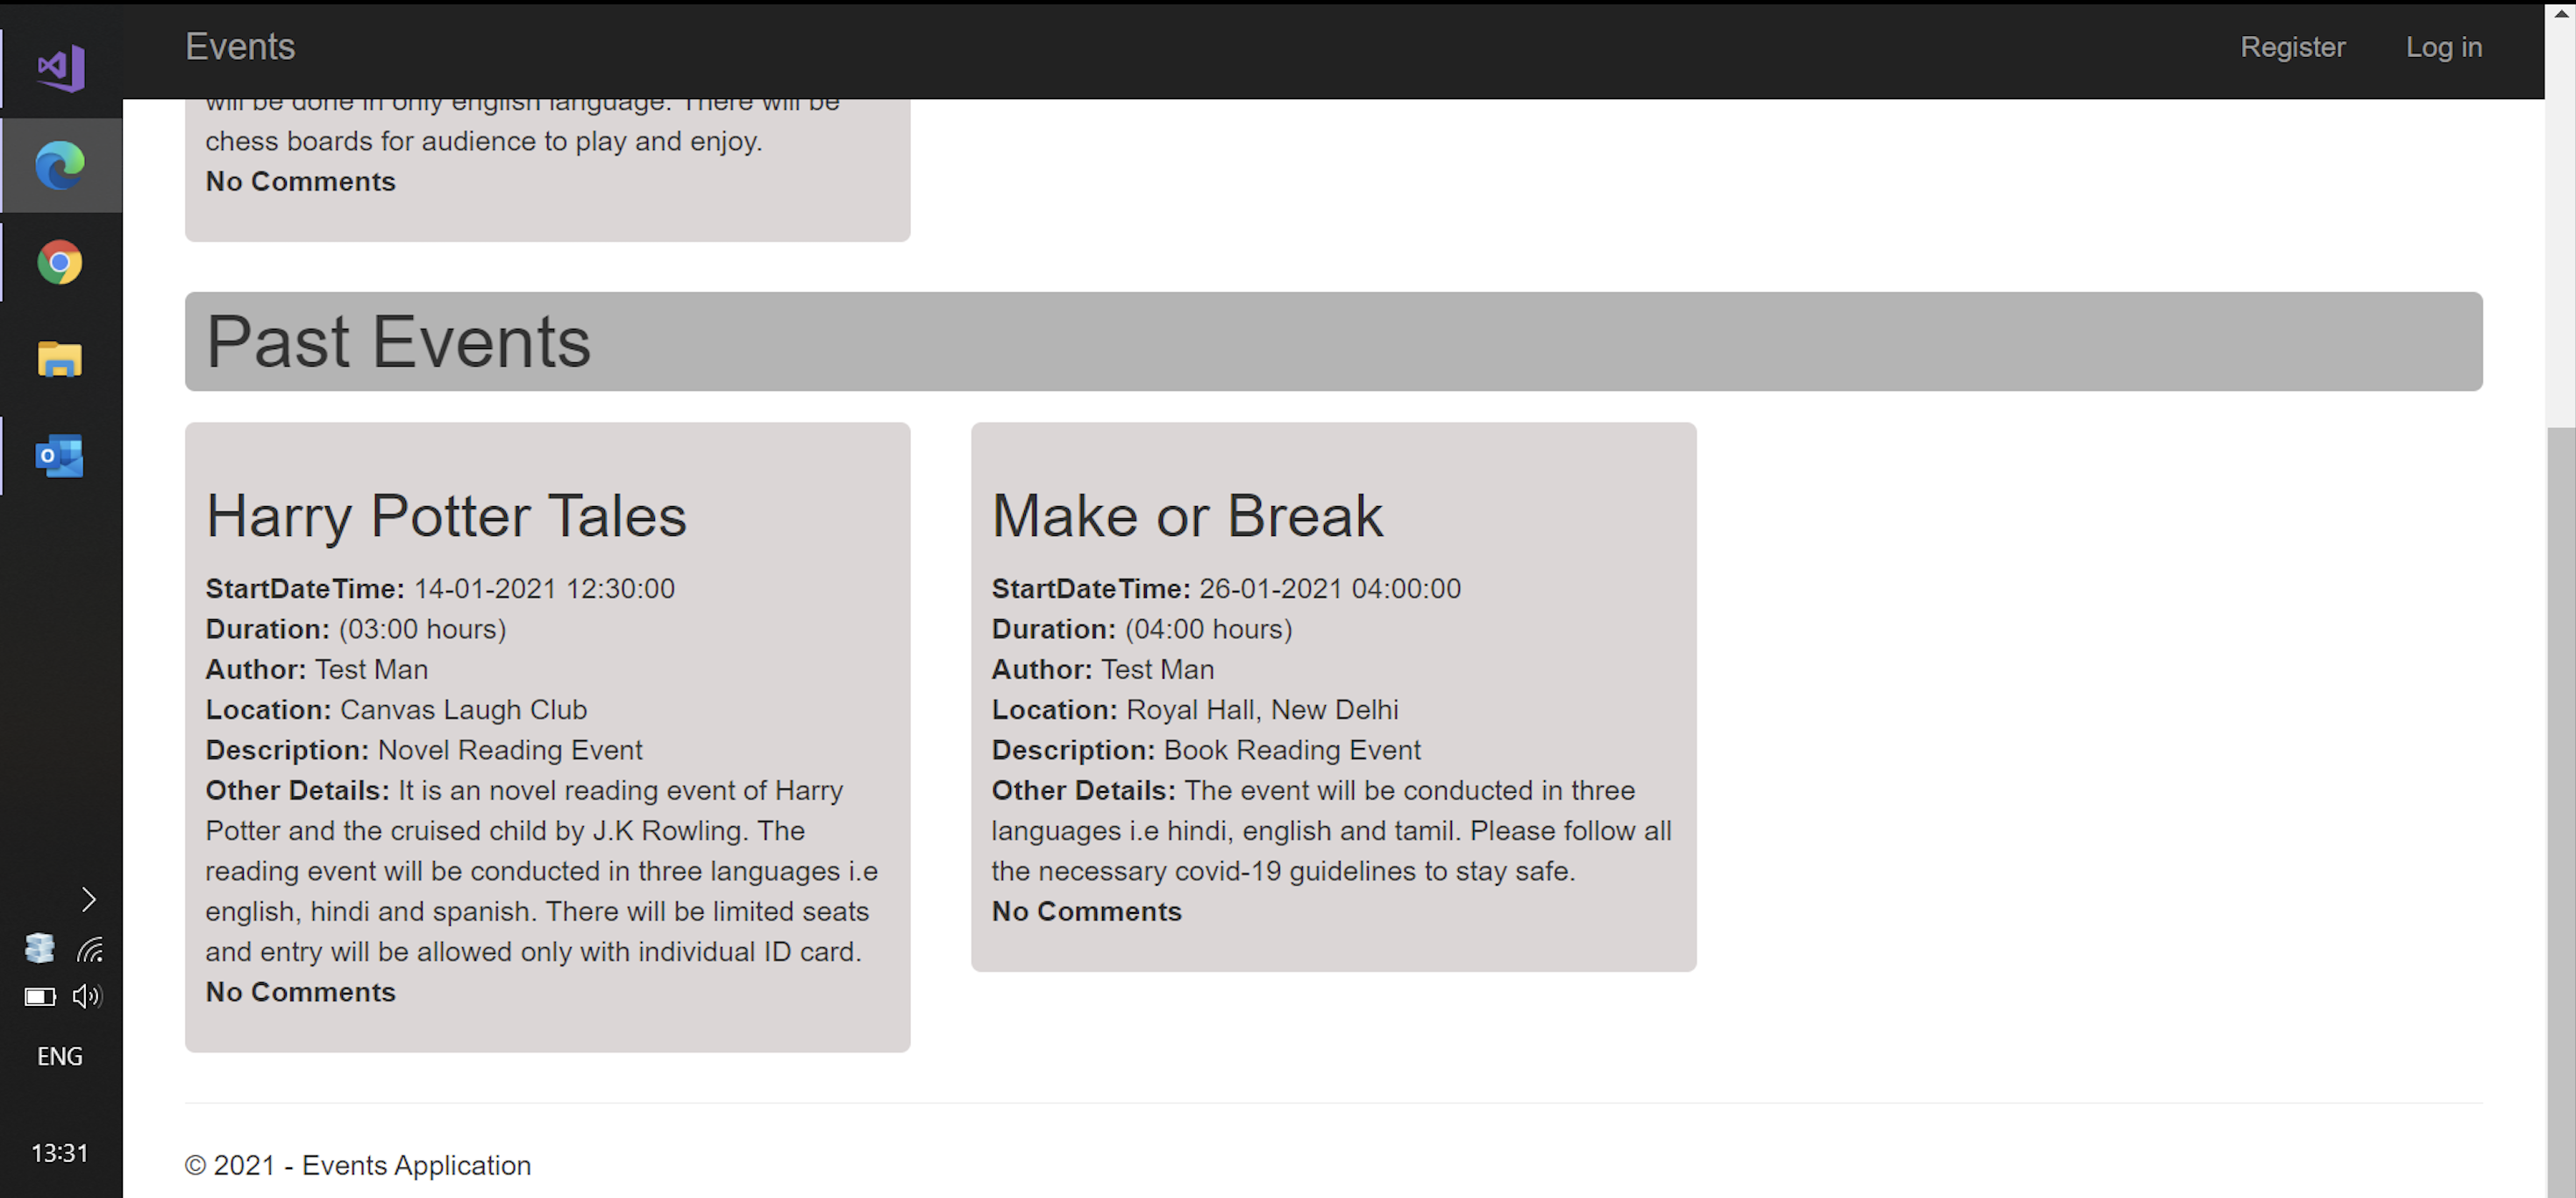 Events
Register
Log in
will be done in only english language. There will be
chess boards for audience to play and enjoy.
No Comments
Past Events
Harry Potter Tales
StartDateTime: 14-01-2021 12:30:00
Duration: (03:00 hours)
Author: Test Man
Location: Canvas Laugh Club
Description: Novel Reading Event
Other Details: It is an novel reading event of Harry
Potter and the cruised child by J.K Rowling. The
reading event will be conducted in three languages i.e
english, hindi and spanish. There will be limited seats
and entry will be allowed only with individual ID card.
No Comments
Make or Break
StartDateTime: 26-01-2021 04:00:00
Duration: (04:00 hours)
Author: Test Man
Location: Royal Hall, New Delhi
Description: Book Reading Event
Other Details: The event will be conducted in three
languages i.e hindi, english and tamil. Please follow all
the necessary covid-19 guidelines to stay safe.
No Comments
© 2021 - Events Application
ENG
13:31